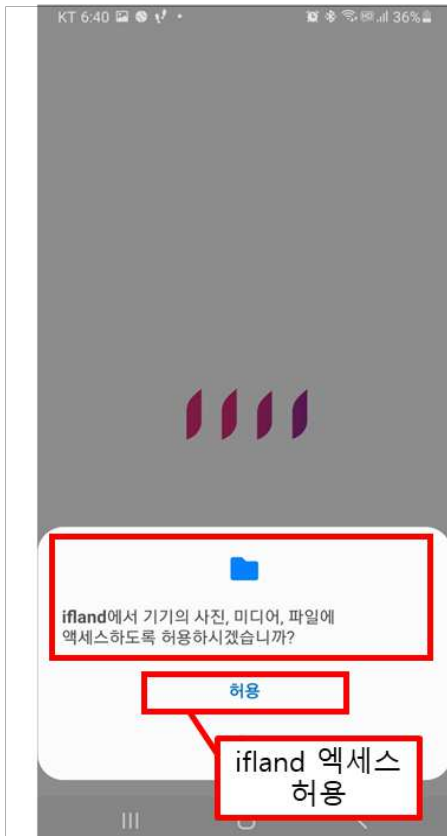 KT 6:40
36%
ifland에서 기기의 사진, 미디어, 파일에
액세스하도록 허용하시겠습니까?
허용
ifland 엑세스
허용